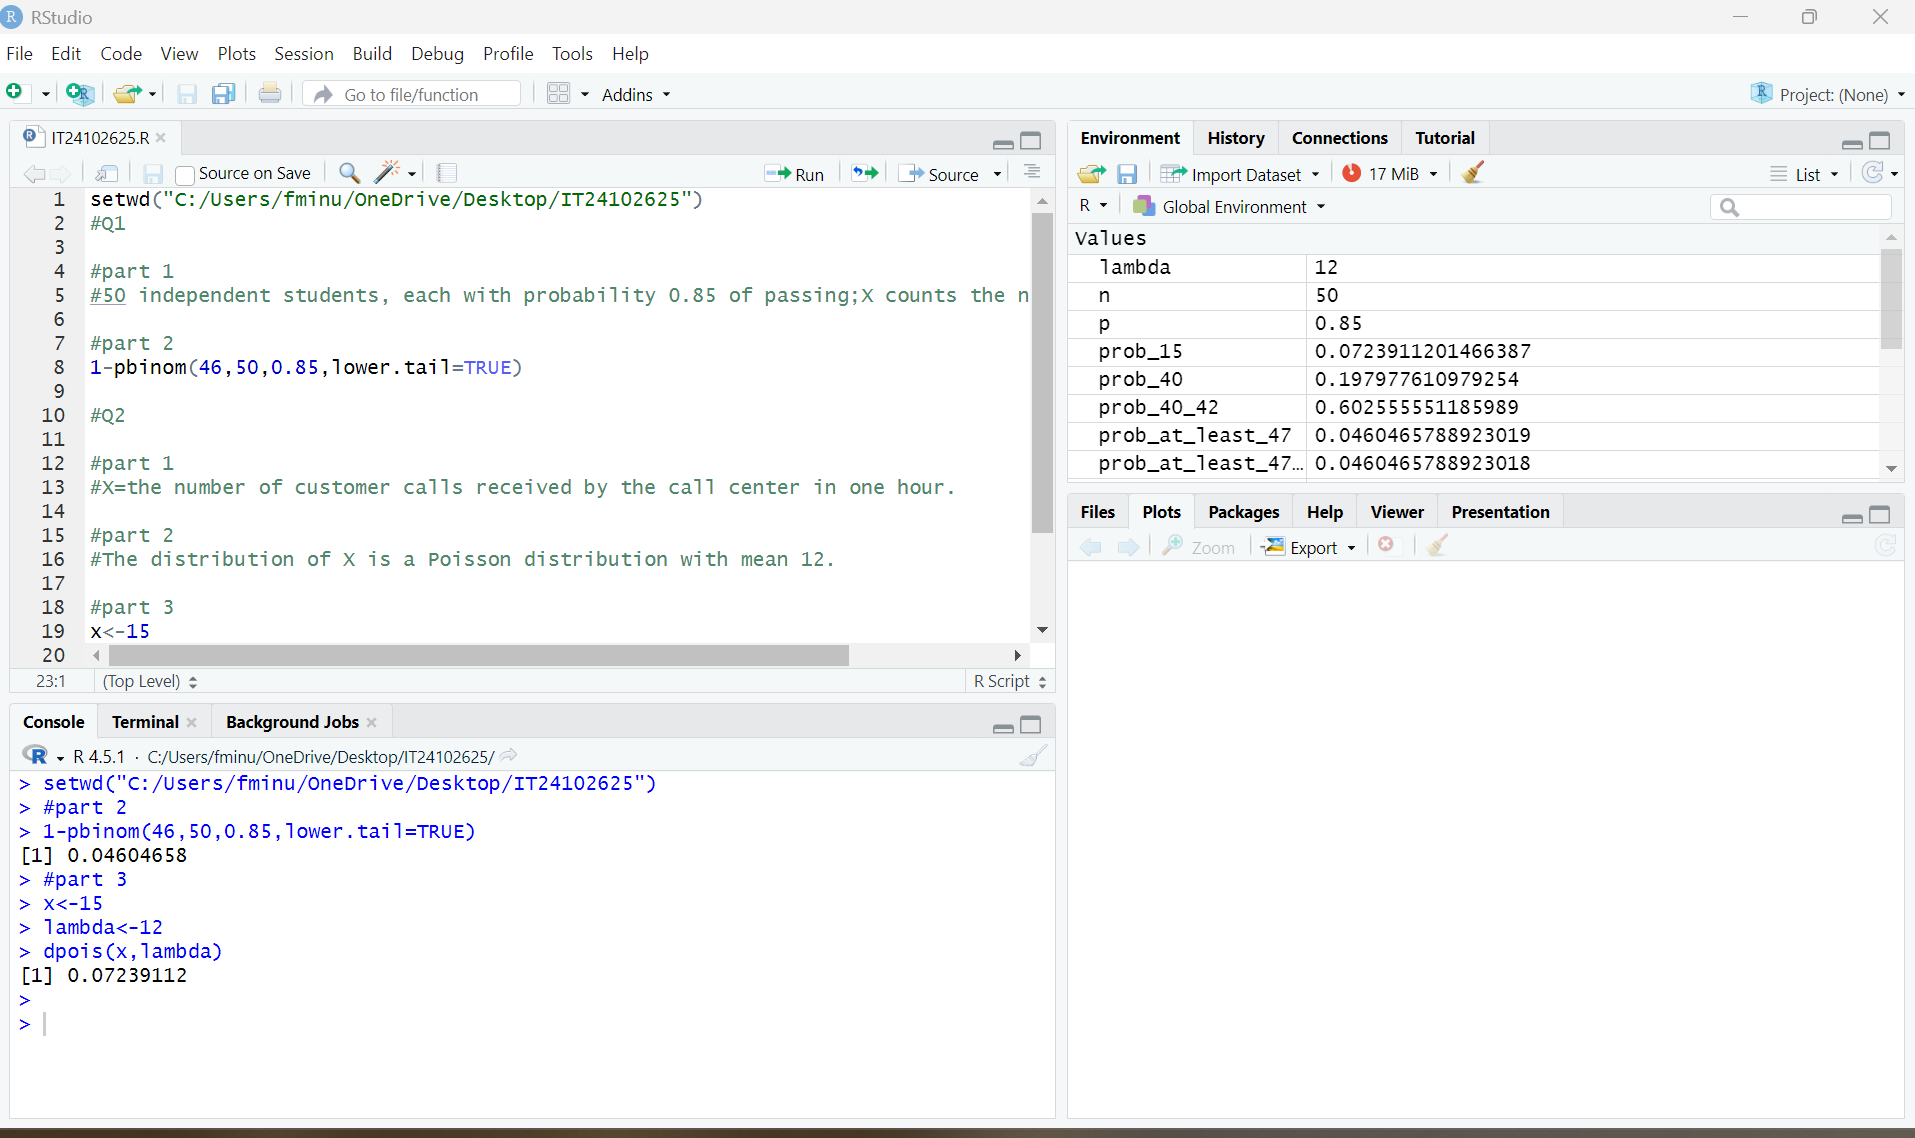 RStudio
File Edit Code View Plots Session Build Debug Profile Tools Help
Go to file/function Addins Project: (None)
IT24102625.R
Source on Save Run Source
1 setwd("C:/Users/fminu/OneDrive/Desktop/IT24102625")
2 #Q1
3
4 #part 1
5 #50 independent students, each with probability 0.85 of passing;X counts the n
6
7 #part 2
8 1-pbinom(46,50,0.85,lower.tail=TRUE)
9
10 #Q2
11
12 #part 1
13 #X=the number of customer calls received by the call center in one hour.
14
15 #part 2
16 #The distribution of X is a Poisson distribution with mean 12.
17
18 #part 3
19 x<-15
20
23:1 (Top Level) R Script
Console Terminal Background Jobs
R 4.5.1 · C:/Users/fminu/OneDrive/Desktop/IT24102625/
> setwd("C:/Users/fminu/OneDrive/Desktop/IT24102625")
> #part 2
> 1-pbinom(46,50,0.85,lower.tail=TRUE)
[1] 0.04604658
> #part 3
> x<-15
> lambda<-12
> dpois(x,lambda)
[1] 0.07239112
>
>
Environment History Connections Tutorial
Import Dataset 17 MiB List
R Global Environment
Values
lambda 12
n 50
p 0.85
prob_15 0.0723911201466387
prob_40 0.197977610979254
prob_40_42 0.602555551185989
prob_at_least_47 0.0460465788923019
prob_at_least_47… 0.0460465788923018
Files Plots Packages Help Viewer Presentation
Zoom Export